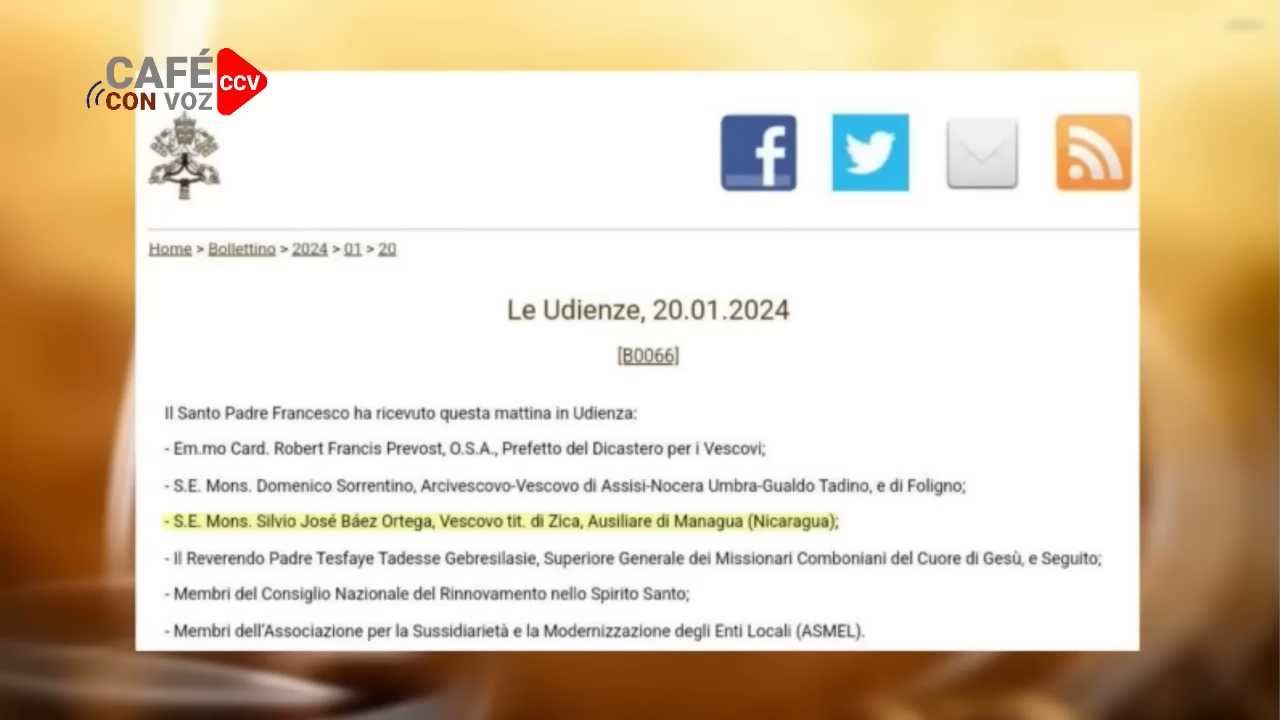 CAFÉ
CON VOZ
CCV
Home > Bollettino > 2024 > 01 > 20
Le Udienze, 20.01.2024
[B0066]
Il Santo Padre Francesco ha ricevuto questa mattina in Udienza:
- Em.mo Card. Robert Francis Prevost, O.S.A., Prefetto del Dicastero per i Vescovi;
- S.E. Mons. Domenico Sorrentino, Arcivescovo-Vescovo di Assisi-Nocera Umbra-Gualdo Tadino, e di Foligno;
- S.E. Mons. Silvio José Báez Ortega, Vescovo tit. di Zica, Ausiliare di Managua (Nicaragua);
- Il Reverendo Padre Tesfaye Tadesse Gebresilasie, Superiore Generale dei Missionari Comboniani del Cuore di Gesù, e Seguito;
- Membri del Consiglio Nazionale del Rinnovamento nello Spirito Santo;
- Membri dell'Associazione per la Sussidiarietà e la Modernizzazione degli Enti Locali (ASMEL).